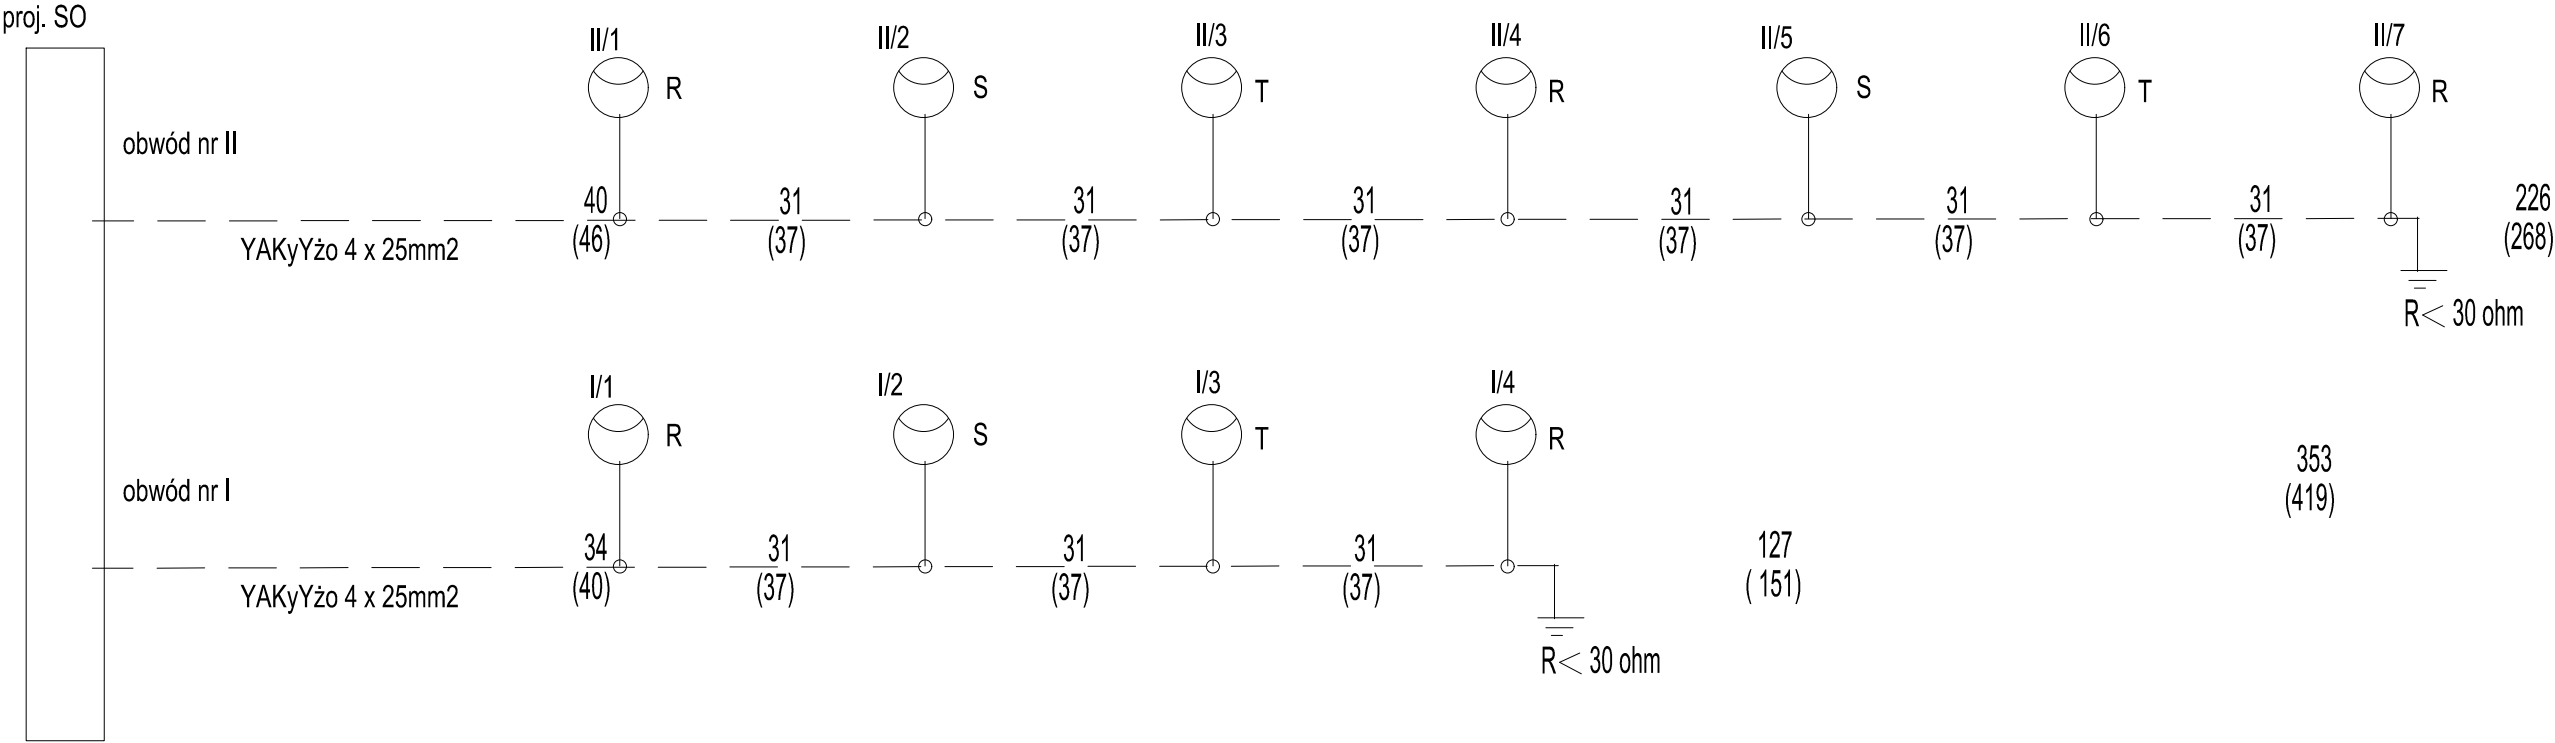 proj. SO
II/1 II/2 II/3 II/4 II/5 II/6 II/7
R S T R S T R
obwód nr II
40 31 31 31 31 31 31 226
(46) (37) (37) (37) (37) (37) (37) (268)
YAKyYżo 4 x 25mm2
R< 30 ohm
I/1 I/2 I/3 I/4
R S T R
353
(419)
obwód nr I
34 31 31 31 127
(40) (37) (37) (37) ( 151)
YAKyYżo 4 x 25mm2
R< 30 ohm